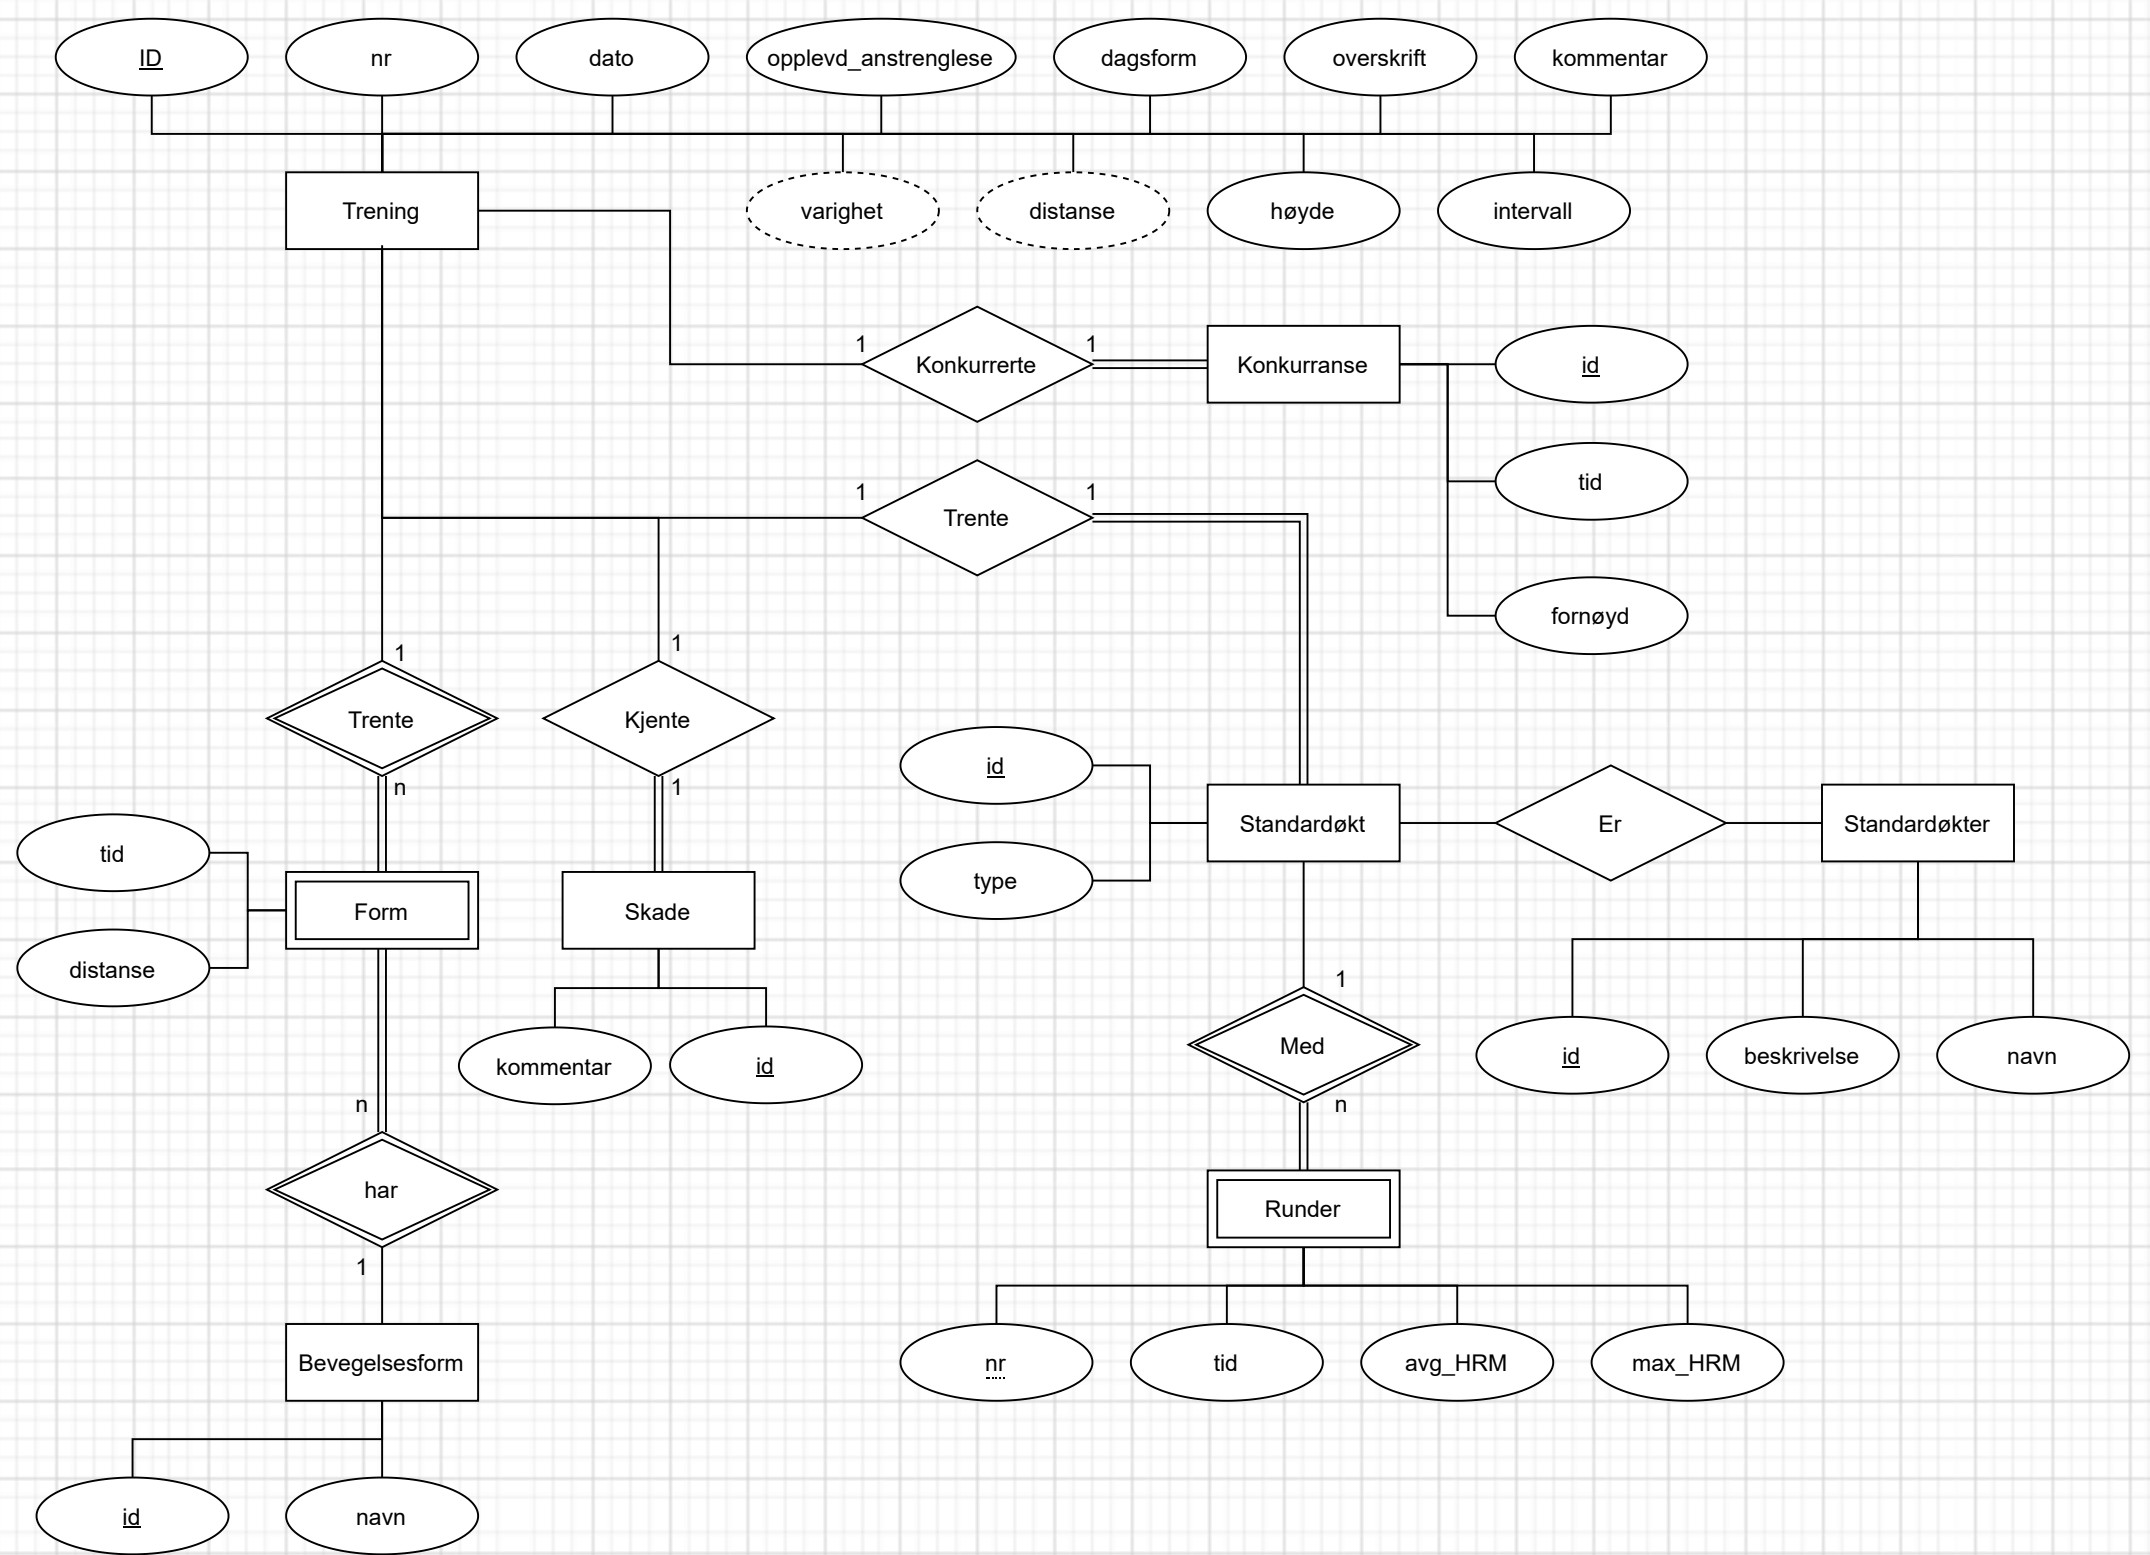 ID
nr
dato
opplevd_anstrenglese
dagsform
overskrift
kommentar
Trening
varighet
distanse
høyde
intervall
1
Konkurrerte
1
Konkurranse
id
tid
1
Trente
1
fornøyd
1
Trente
n
1
Kjente
1
id
type
Standardøkt
Er
Standardøkter
tid
distanse
Form
Skade
kommentar
id
1
Med
n
id
beskrivelse
navn
n
har
1
Runder
Bevegelsesform
nr
tid
avg_HRM
max_HRM
id
navn